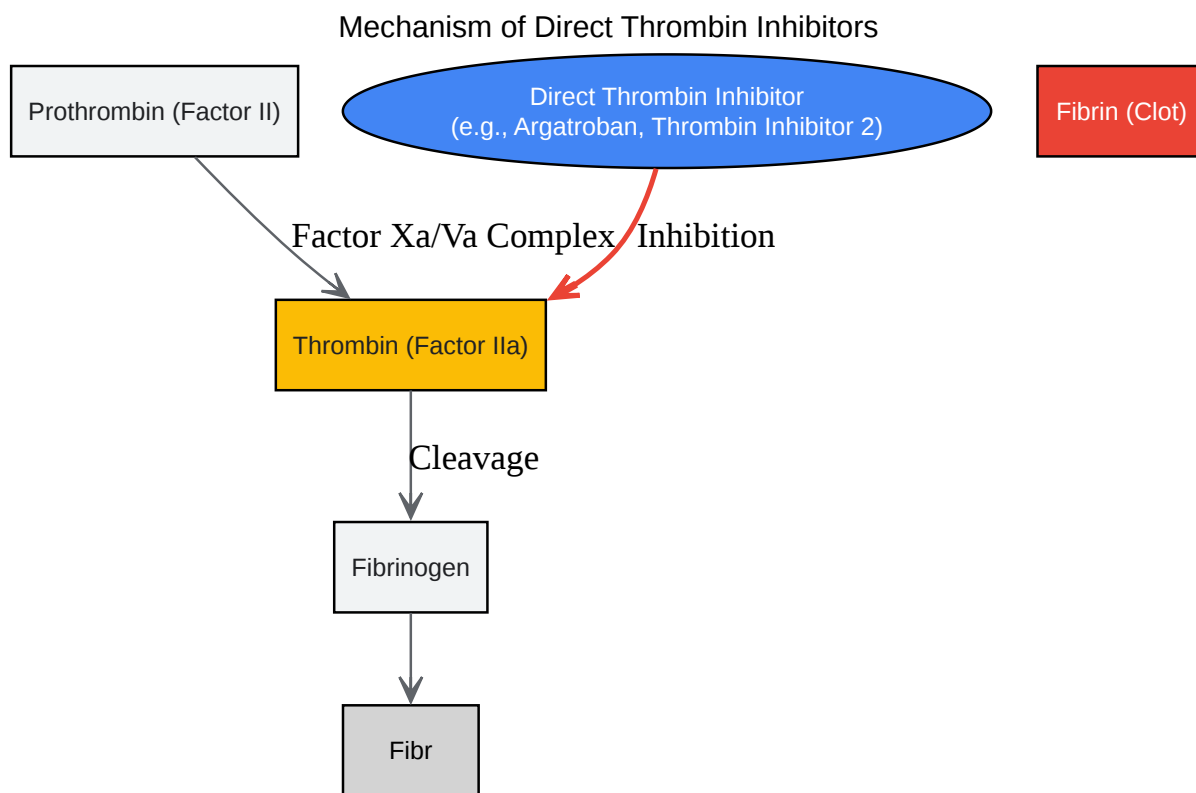 Mechanism of Direct Thrombin Inhibitors
Prothrombin (Factor II)
Direct Thrombin Inhibitor
(e.g., Argatroban, Thrombin Inhibitor 2)
Fibrin (Clot)
Factor Xa/Va Complex
Inhibition
Thrombin (Factor IIa)
Cleavage
Fibrinogen
Fibr